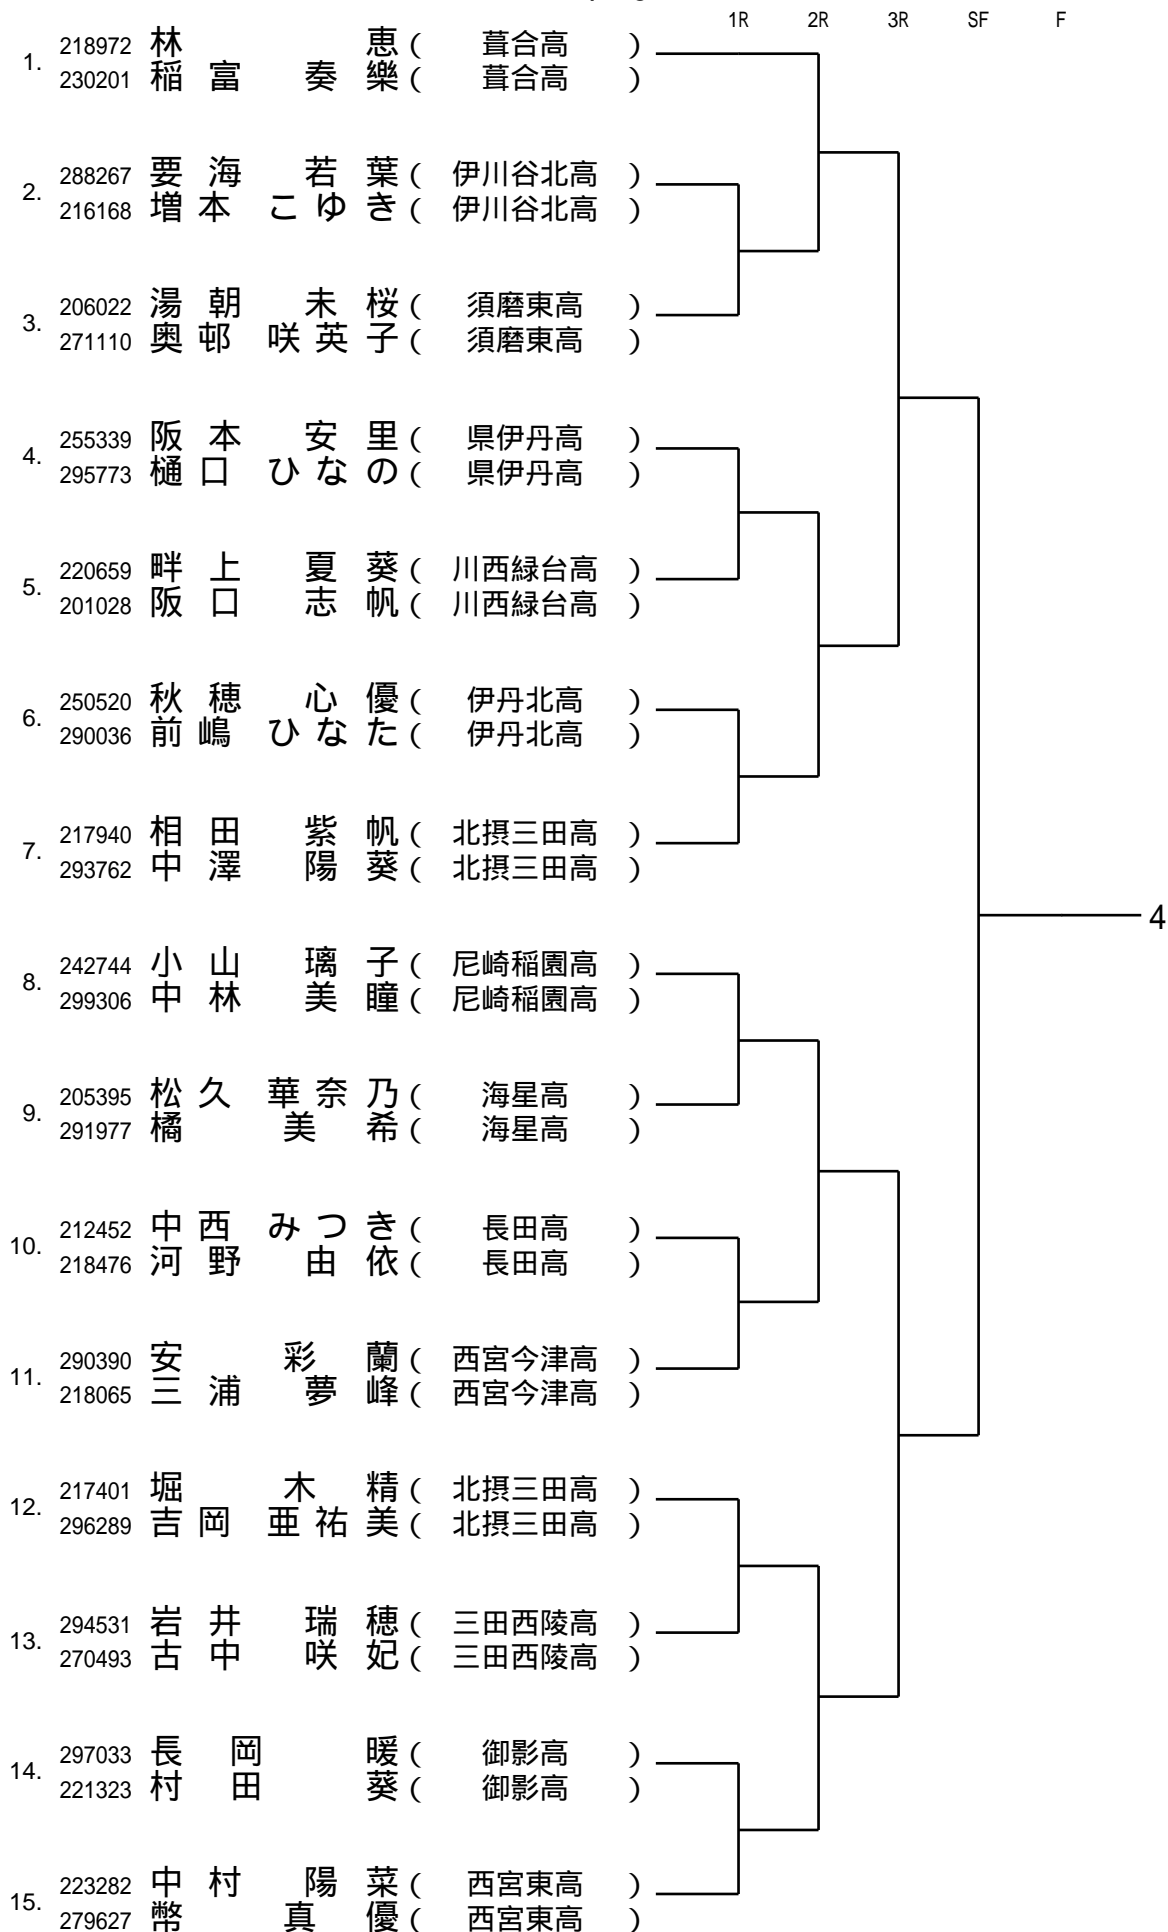 1R 2R 3R SF F
1. 218972 林 恵 ( 葺合高 )
230201 稲富 奏樂 ( 葺合高 )
2. 288267 要海 若葉 ( 伊川谷北高 )
216168 増本 こゆき ( 伊川谷北高 )
3. 206022 湯朝 未桜 ( 須磨東高 )
271110 奥邨 咲英子 ( 須磨東高 )
4. 255339 阪本 安里 ( 県伊丹高 )
295773 樋口 ひなの ( 県伊丹高 )
5. 220659 畔上 夏葵 ( 川西緑台高 )
201028 阪口 志帆 ( 川西緑台高 )
6. 250520 秋穂 心優 ( 伊丹北高 )
290036 前嶋 ひなた ( 伊丹北高 )
7. 217940 相田 紫帆 ( 北摂三田高 )
293762 中澤 陽葵 ( 北摂三田高 )
4
8. 242744 小山 璃子 ( 尼崎稲園高 )
299306 中林 美瞳 ( 尼崎稲園高 )
9. 205395 松久 華奈乃 ( 海星高 )
291977 橘 美希 ( 海星高 )
10. 212452 中西 みつき ( 長田高 )
218476 河野 由依 ( 長田高 )
11. 290390 安 彩蘭 ( 西宮今津高 )
218065 三浦 夢峰 ( 西宮今津高 )
12. 217401 堀 木精 ( 北摂三田高 )
296289 吉岡 亜祐美 ( 北摂三田高 )
13. 294531 岩井 瑞穂 ( 三田西陵高 )
270493 古中 咲妃 ( 三田西陵高 )
14. 297033 長岡 暖 ( 御影高 )
221323 村田 葵 ( 御影高 )
15. 223282 中村 陽菜 ( 西宮東高 )
279627 幣 真優 ( 西宮東高 )